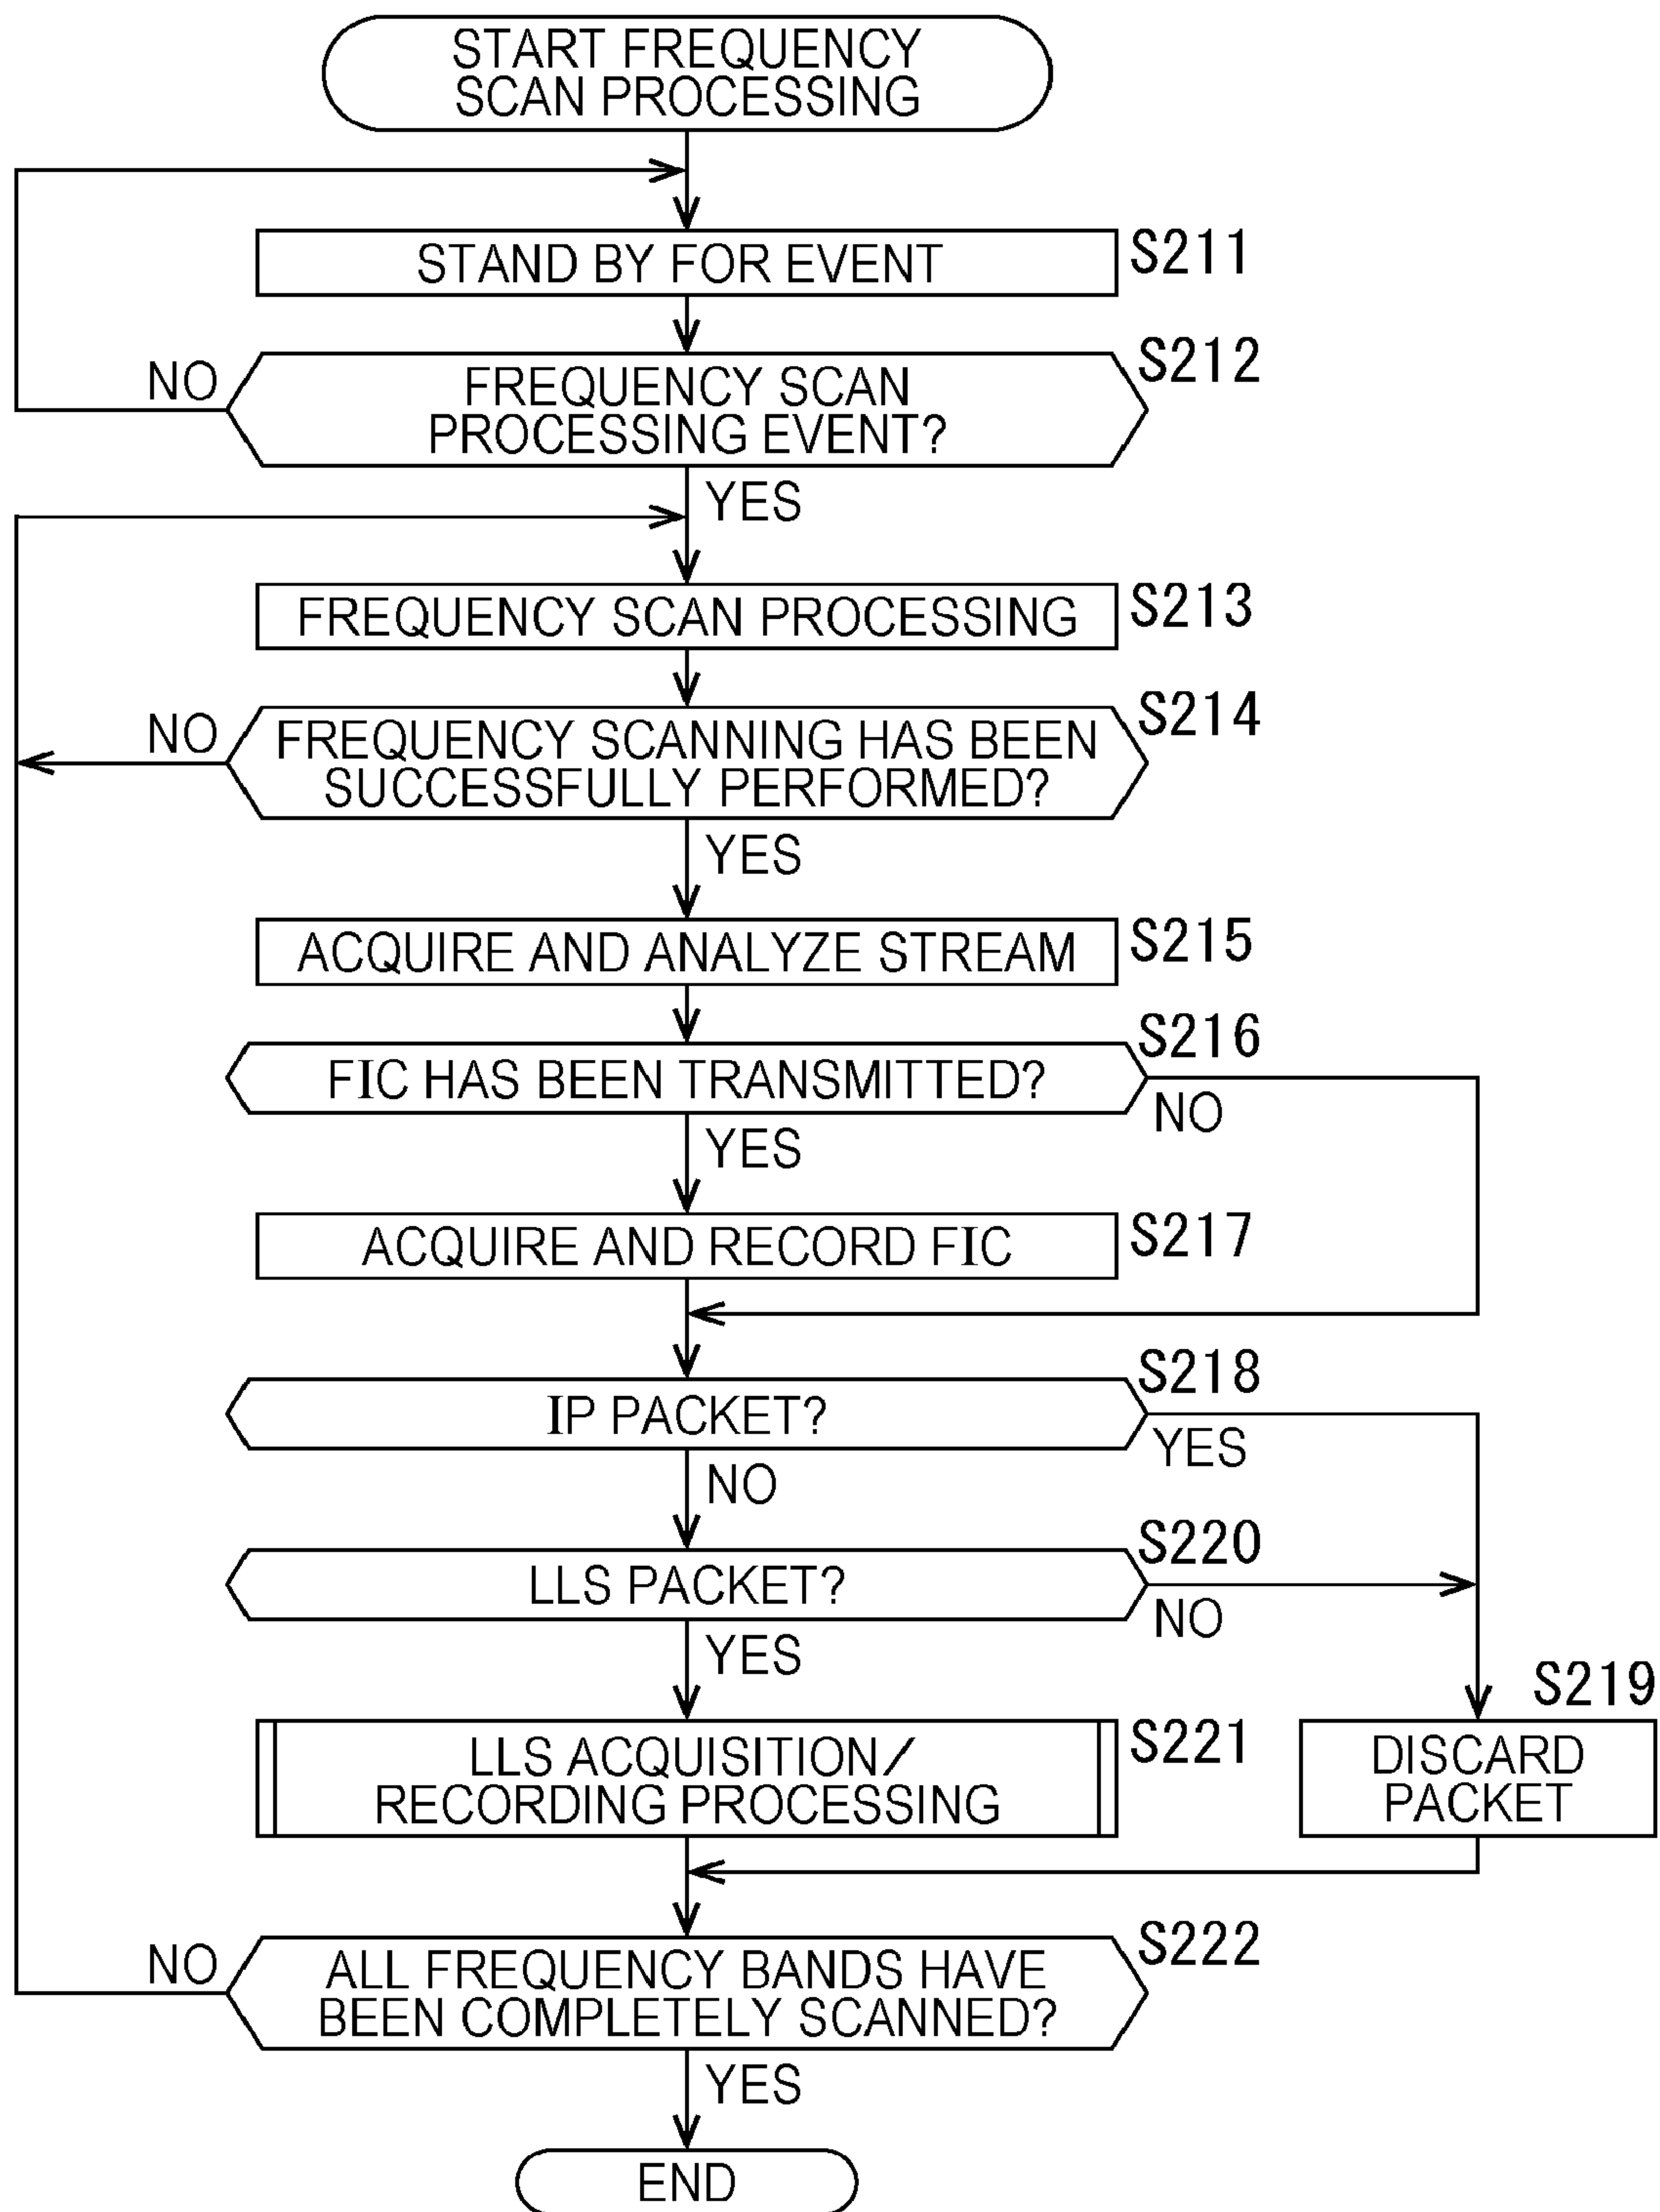 START FREQUENCY
SCAN PROCESSING
STAND BY FOR EVENT
S211
NO
FREQUENCY SCAN
PROCESSING EVENT?
S212
YES
FREQUENCY SCAN PROCESSING
S213
NO
FREQUENCY SCANNING HAS BEEN
SUCCESSFULLY PERFORMED?
S214
YES
ACQUIRE AND ANALYZE STREAM
S215
FIC HAS BEEN TRANSMITTED?
S216
NO
YES
ACQUIRE AND RECORD FIC
S217
IP PACKET?
S218
YES
NO
LLS PACKET?
S220
NO
YES
LLS ACQUISITION/
RECORDING PROCESSING
S221
S219
DISCARD
PACKET
NO
ALL FREQUENCY BANDS HAVE
BEEN COMPLETELY SCANNED?
S222
YES
END